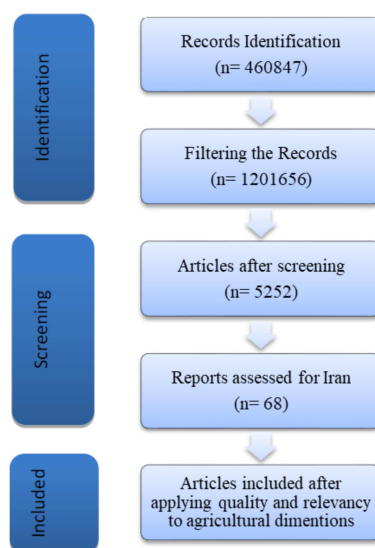 Identification
Records Identification
(n= 460847)
Filtering the Records
(n= 1201656)
Screening
Articles after screening
(n= 5252)
Reports assessed for Iran
(n= 68)
Included
Articles included after
applying quality and relevancy
to agricultural dimentions